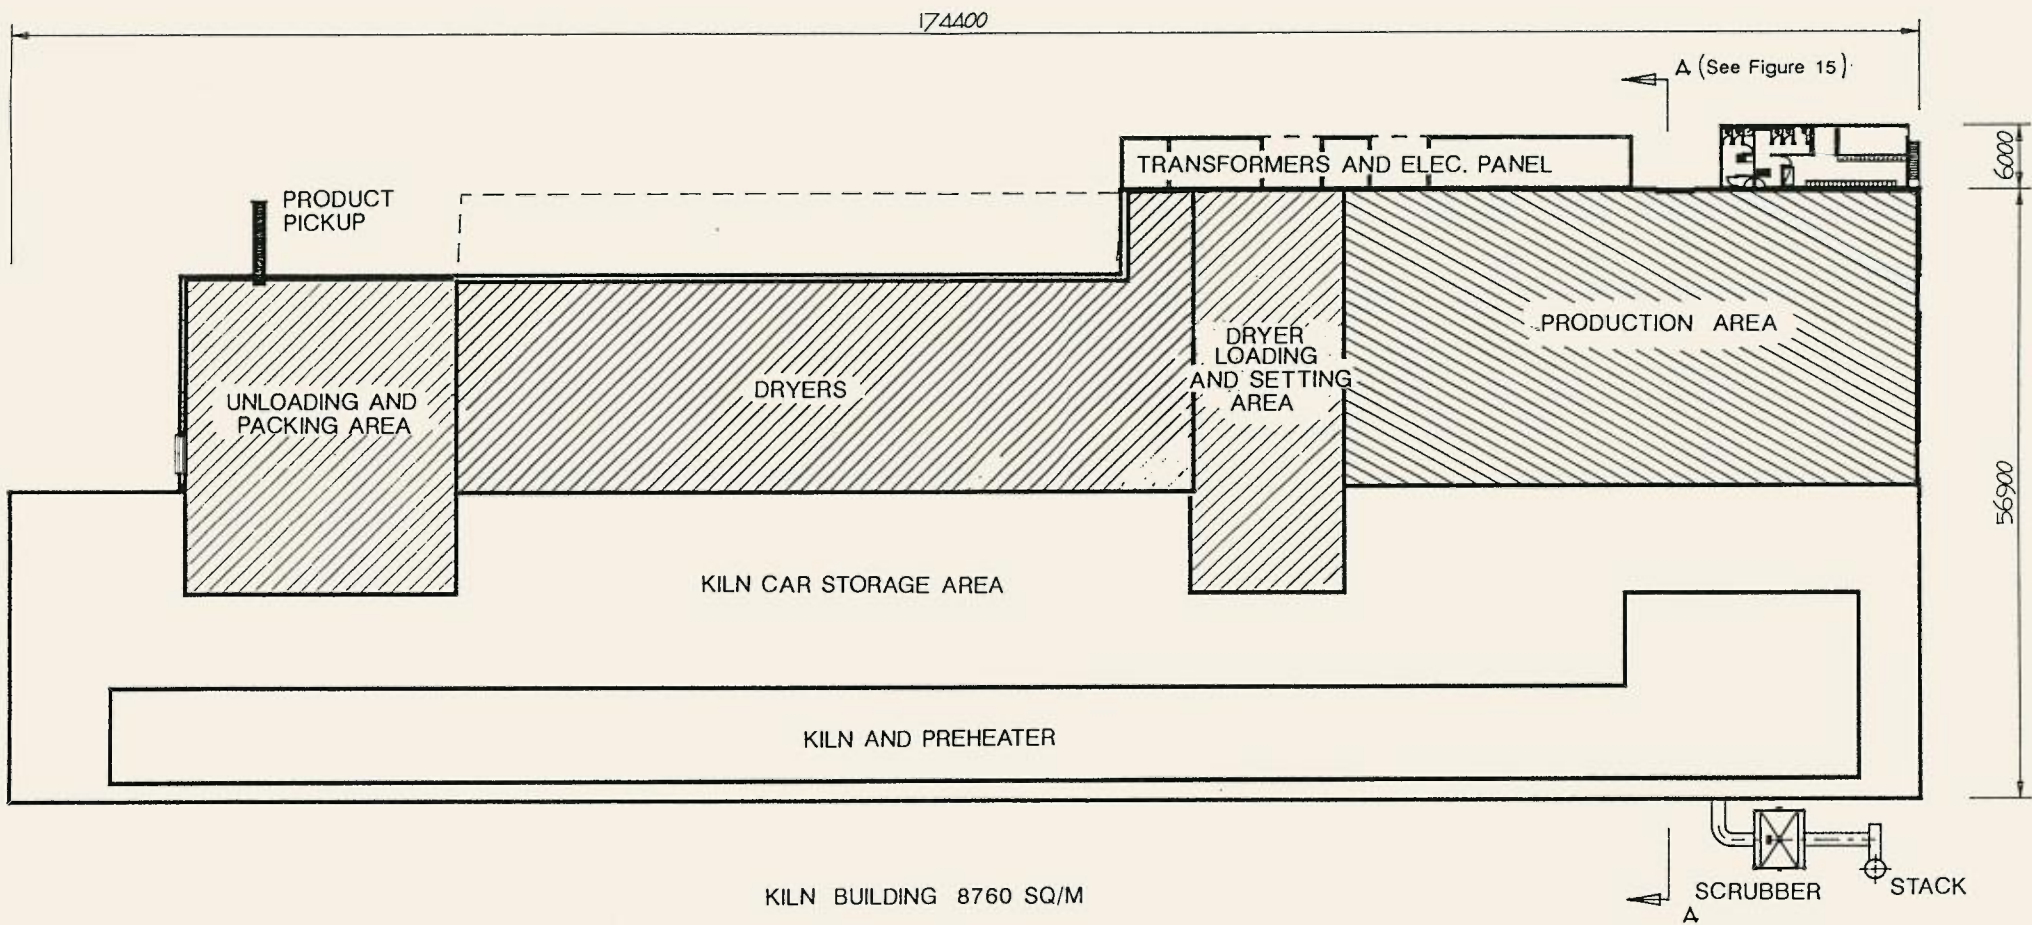 174400
A (See Figure 15)
6000
TRANSFORMERS AND ELEC. PANEL
PRODUCT
PICKUP
PRODUCTION AREA
DRYER
LOADING
AND SETTING
AREA
DRYERS
UNLOADING AND
PACKING AREA
56900
KILN CAR STORAGE AREA
KILN AND PREHEATER
KILN BUILDING 8760 SQ/M
SCRUBBER
STACK
A